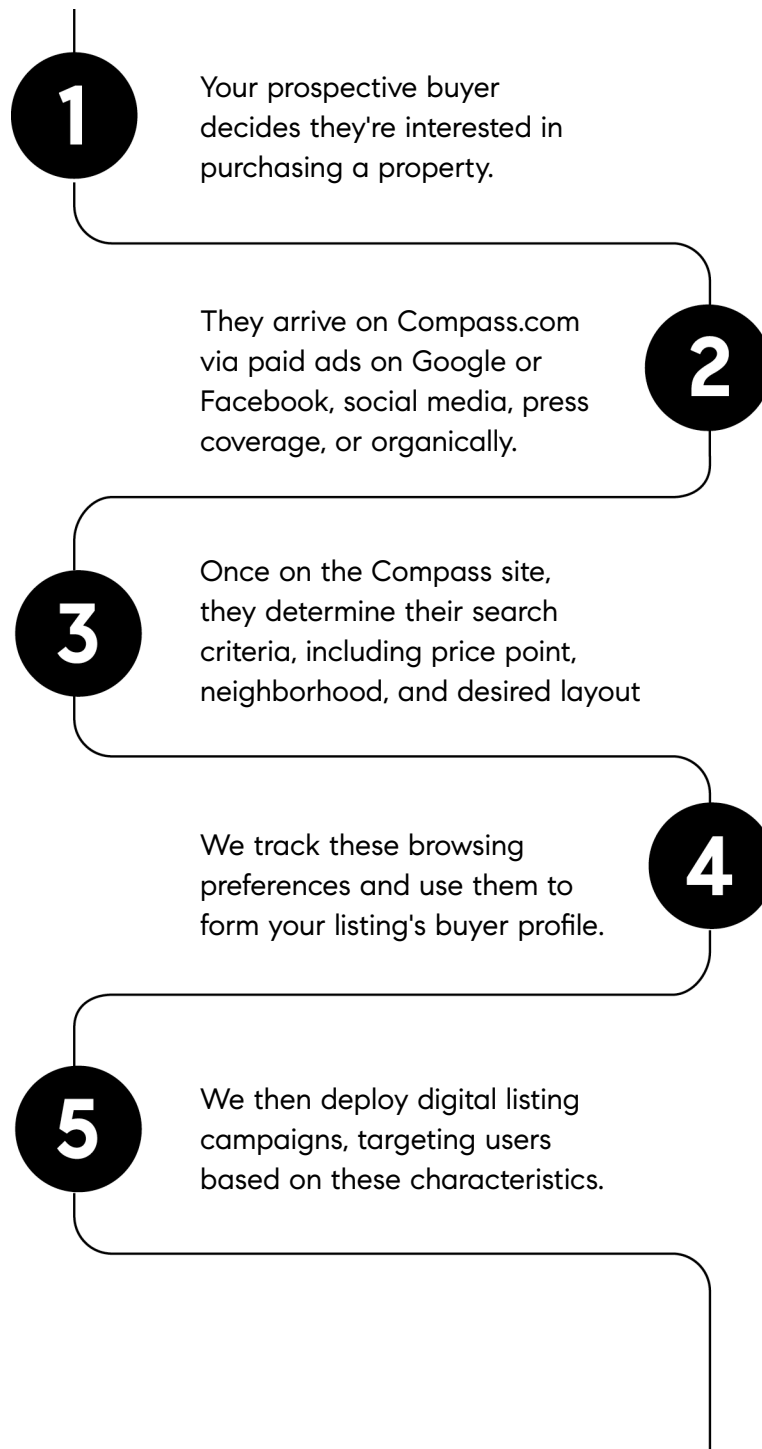 1
Your prospective buyer
decides they're interested in
purchasing a property.
They arrive on Compass.com
via paid ads on Google or
Facebook, social media, press
coverage, or organically.
2
3
Once on the Compass site,
they determine their search
criteria, including price point,
neighborhood, and desired layout
We track these browsing
preferences and use them to
form your listing's buyer profile.
4
5
We then deploy digital listing
campaigns, targeting users
based on these characteristics.